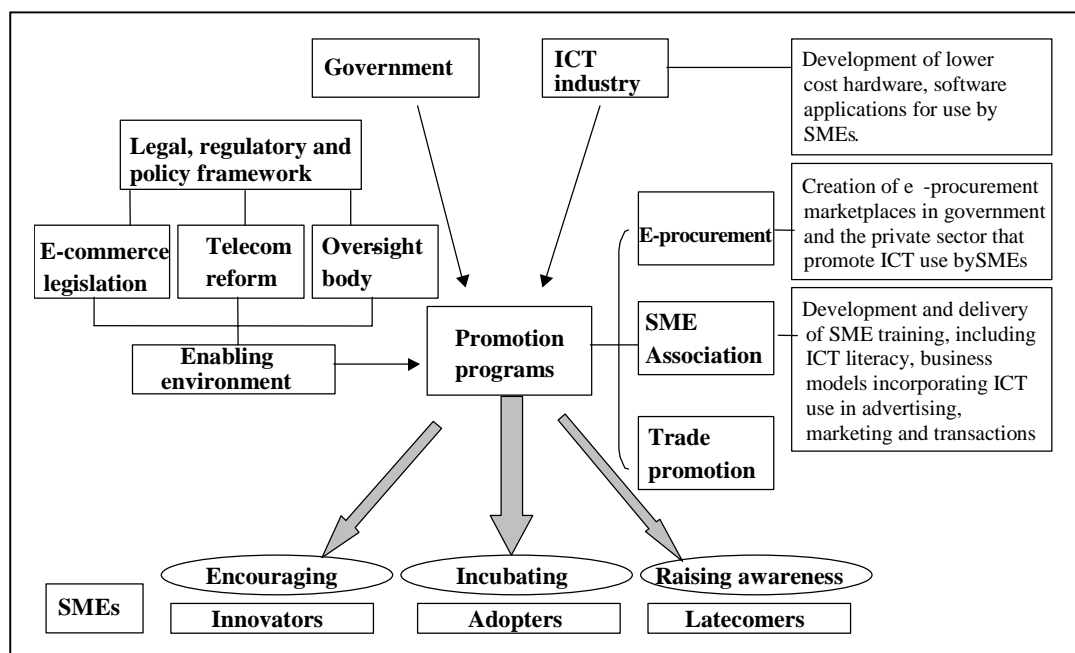 Government
ICT
industry
Development of lower
cost hardware, software
applications for use by
SMEs.
Legal, regulatory and
policy framework
E-commerce
legislation
Telecom
reform
Over-sight
body
Enabling
environment
Promotion
programs
E-procurement
Creation of e -procurement
marketplaces in government
and the private sector that
promote ICT use bySMEs
SME
Association
Development and delivery
of SME training, including
ICT literacy, business
models incorporating ICT
use in advertising,
marketing and transactions
Trade
promotion
Encouraging
Incubating
Raising awareness
SMEs
Innovators
Adopters
Latecomers